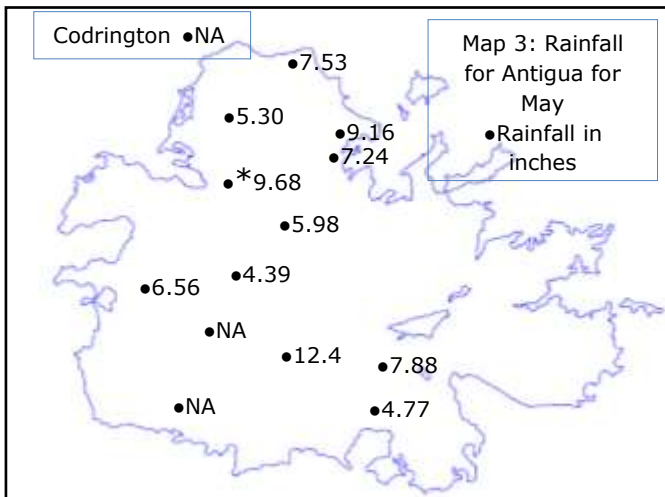 Codrington ●NA
Map 3: Rainfall
for Antigua for
May
●Rainfall in
inches
●7.53
●5.30
●9.16
●7.24
●*9.68
●5.98
●4.39
●6.56
●NA
●12.4
●7.88
●NA
●4.77